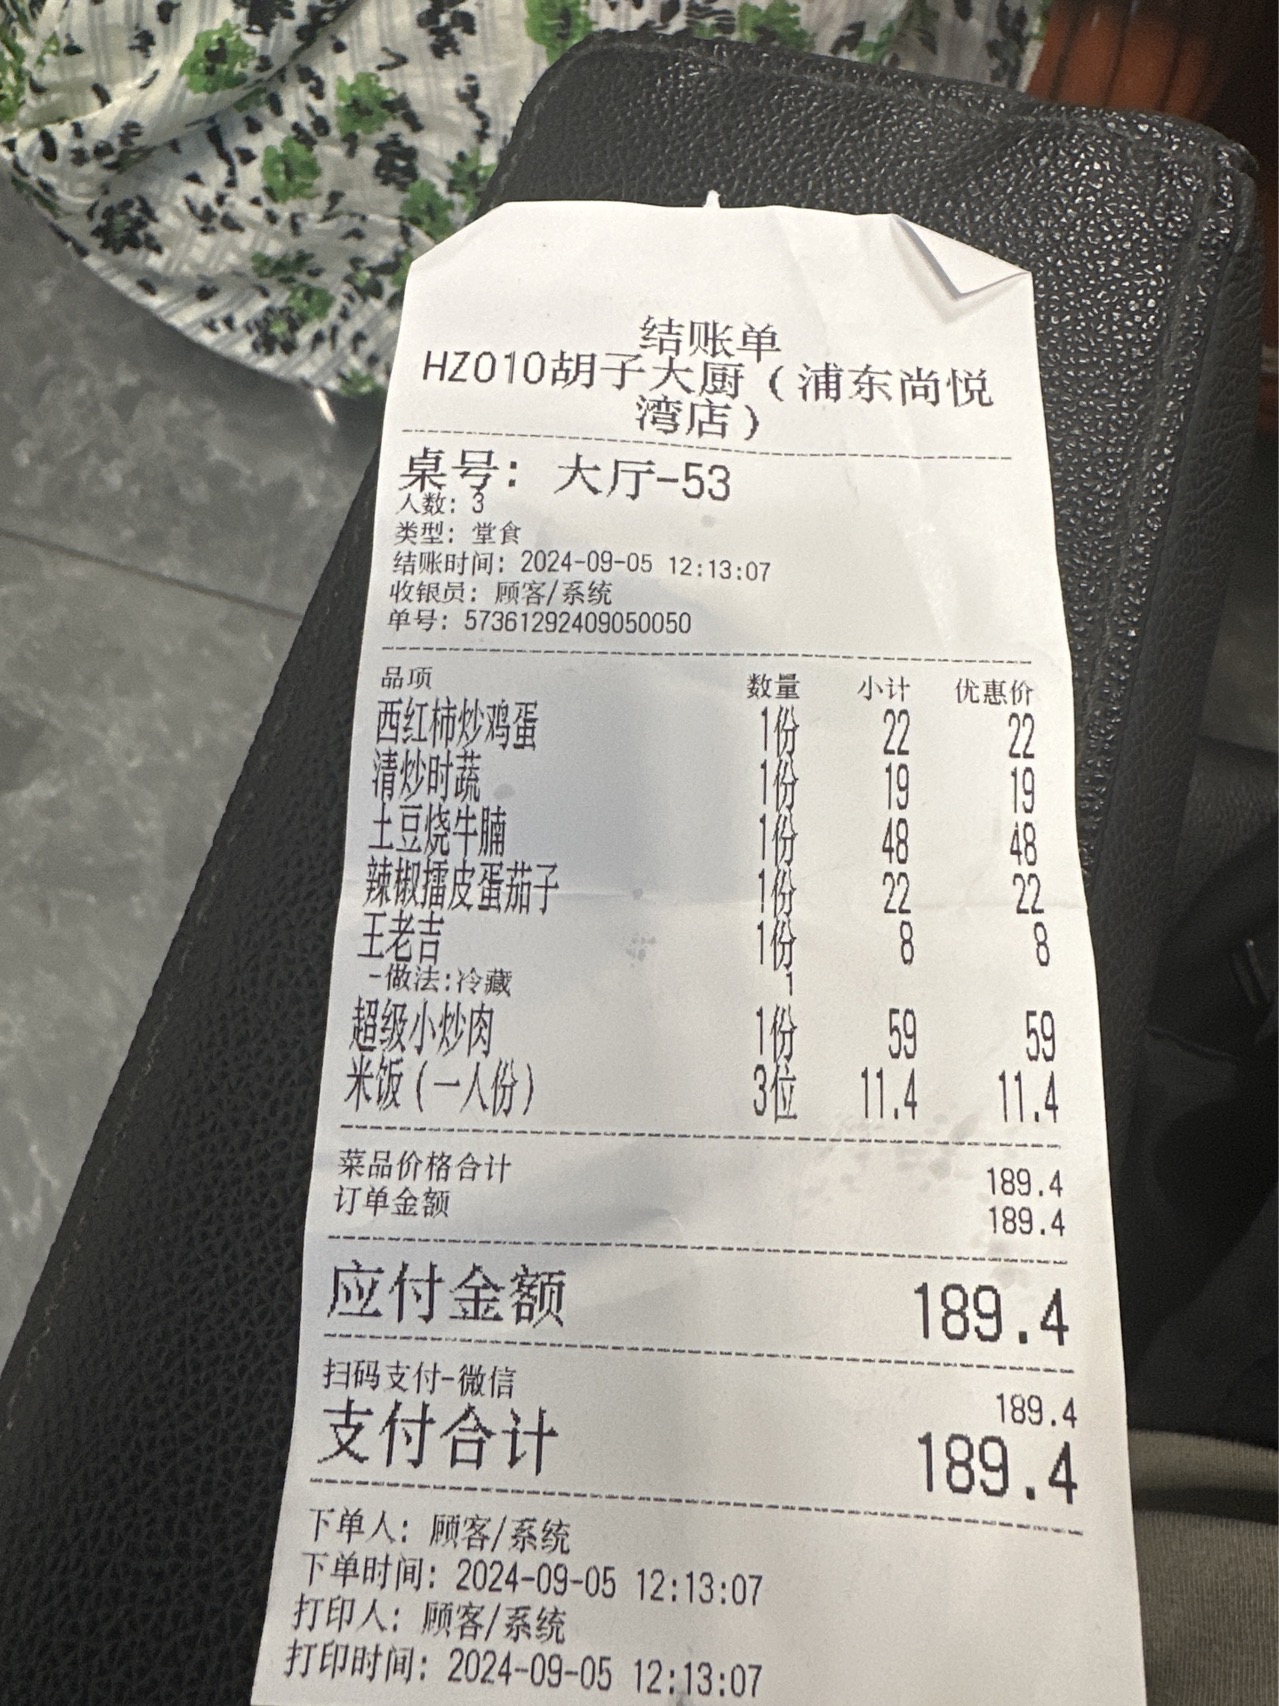 结账单
HZ010胡子大厨（浦东尚悦
湾店）
桌号：大厅-53
人数：3
类型：堂食
结账时间：2024-09-05 12:13:07
收银员：顾客/系统
单号：57361292409050050
品项 数量 小计 优惠价
西红柿炒鸡蛋 1份 22 22
清炒时蔬 1份 19 19
土豆烧牛腩 1份 48 48
辣椒擂皮蛋茄子 1份 22 22
王老吉 1份 8 8
-做法:冷藏 1
超级小炒肉 1份 59 59
米饭（一人份） 3位 11.4 11.4
菜品价格合计 189.4
订单金额 189.4
应付金额 189.4
扫码支付-微信 189.4
支付合计 189.4
下单人：顾客/系统
下单时间：2024-09-05 12:13:07
打印人：顾客/系统
打印时间：2024-09-05 12:13:07